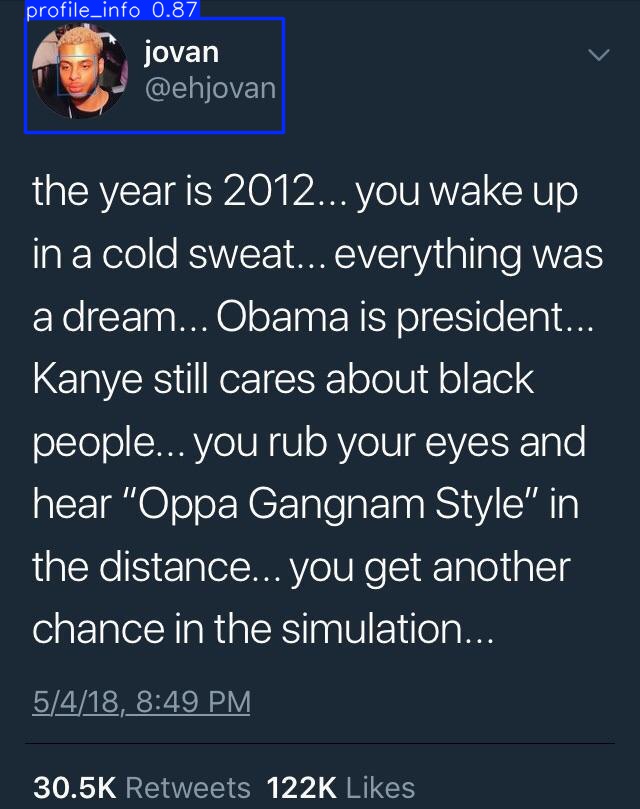 profile_info 0.87
jovan
@ehjovan
the year is 2012... you wake up
in a cold sweat... everything was
a dream... Obama is president...
Kanye still cares about black
people... you rub your eyes and
hear “Oppa Gangnam Style” in
the distance... you get another
chance in the simulation...
5/4/18, 8:49 PM
30.5K Retweets 122K Likes